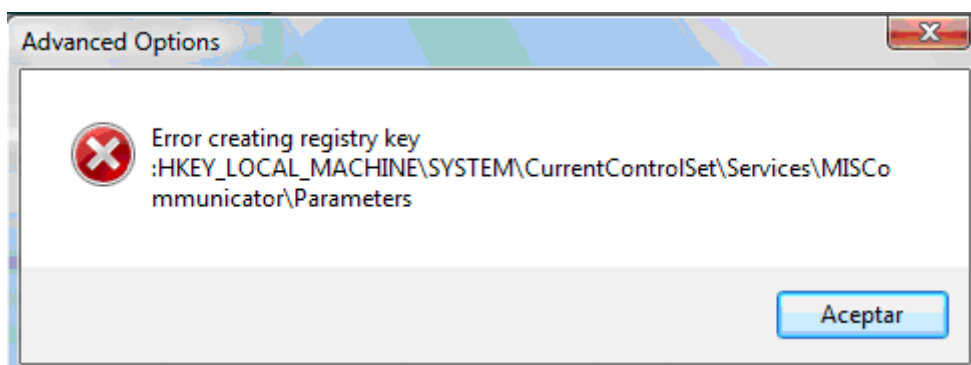 Advanced Options
Error creating registry key
:HKEY_LOCAL_MACHINE\SYSTEM\CurrentControlSet\Services\MISCo
mmunicator\Parameters
Aceptar